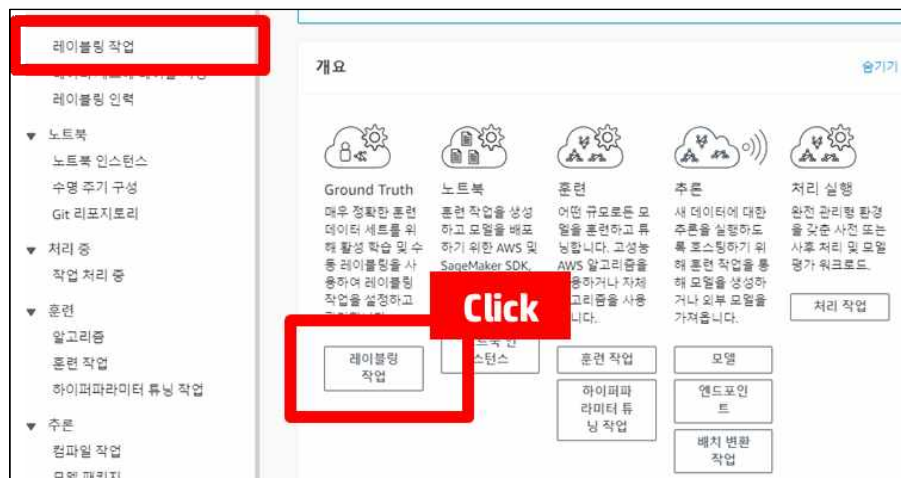 레이블링 작업
레이블링 인력
▼ 노트북
노트북 인스턴스
수명 주기 구성
Git 리포지토리
▼ 처리 중
작업 처리 중
▼ 훈련
알고리즘
훈련 작업
하이퍼파라미터 튜닝 작업
▼ 추론
컴파일 작업
모델 패키지
개요
숨기기
Ground Truth
매우 정확한 훈련
데이터 세트를 위
해 활성 학습 및 수
동 레이블링을 사
용하여 레이블링
작업을 설정하고
레이블링
작업
Click
노트북
훈련 작업을 생성
하고 모델을 배포
하기 위한 AWS 및
SageMaker SDK,
스턴스
훈련
어떤 규모로든 모
델을 훈련하고 튜
닝합니다. 고성능
AWS 알고리즘을
용하거나 자체
고리즘을 사용
니다.
훈련 작업
하이퍼파
라미터 튜
닝 작업
추론
새 데이터에 대한
추론을 실행하도
록 호스팅하기 위
해 훈련 작업을 통
해 모델을 생성하
거나 외부 모델을
가져옵니다.
모델
엔드포인
트
배치 변환
작업
처리 실행
완전 관리형 환경
을 갖춘 사전 또는
사후 처리 및 모델
평가 워크로드.
처리 작업